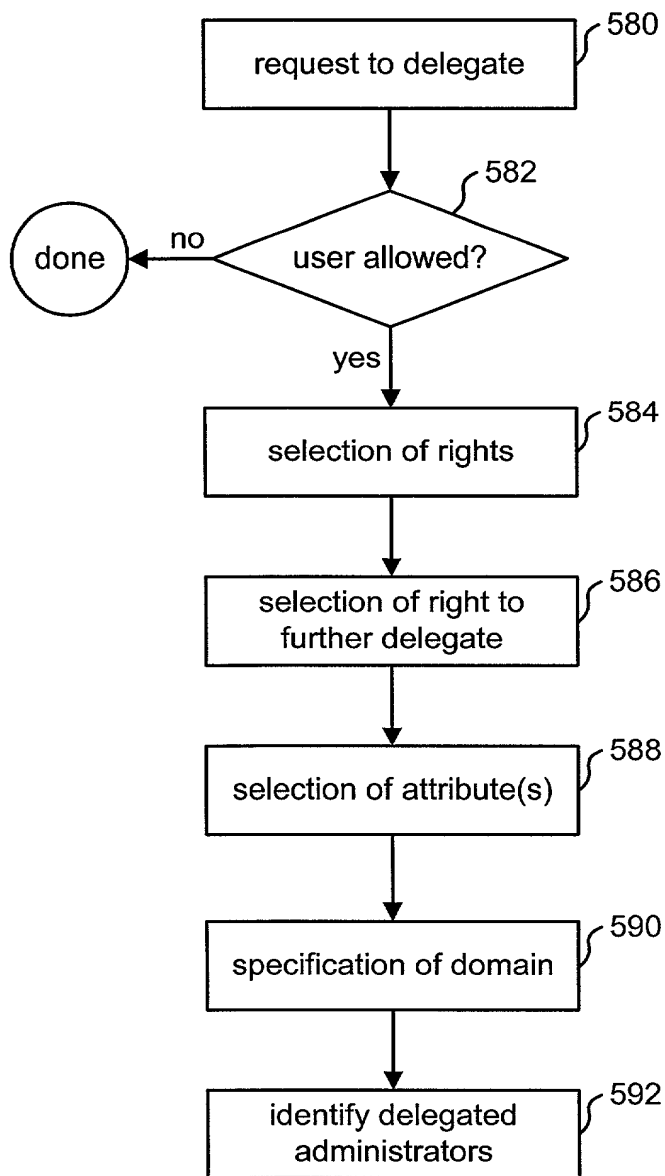 580
request to delegate
582
no
done
user allowed?
yes
584
selection of rights
586
selection of right to
further delegate
588
selection of attribute(s)
590
specification of domain
592
identify delegated
administrators